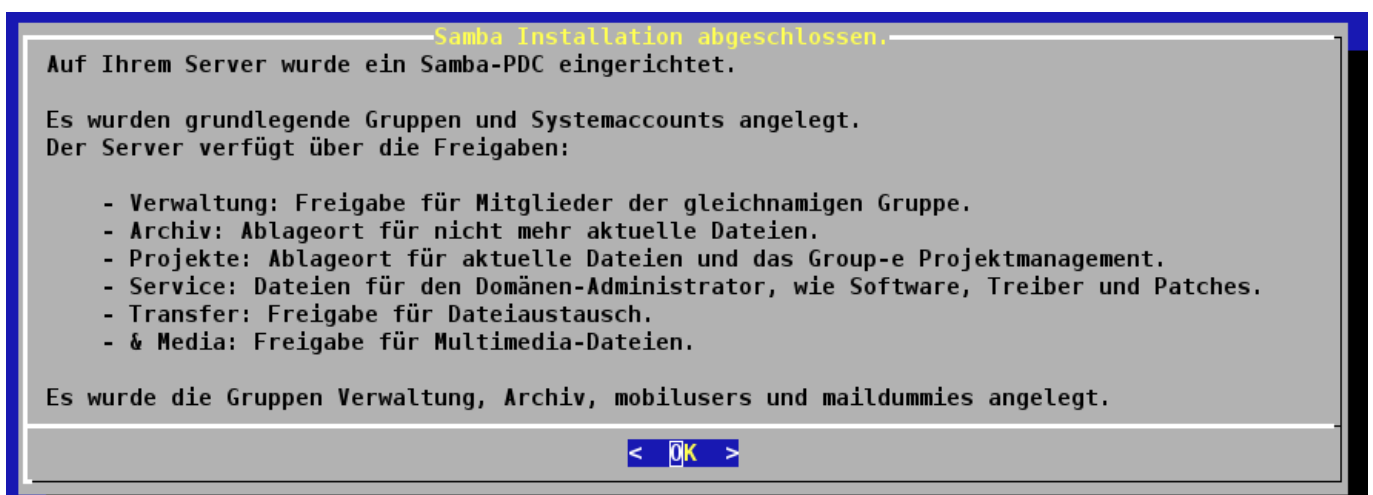 Samba Installation abgeschlossen.
Auf Ihrem Server wurde ein Samba-PDC eingerichtet.
Es wurden grundlegende Gruppen und Systemaccounts angelegt.
Der Server verfügt über die Freigaben:
- Verwaltung: Freigabe für Mitglieder der gleichnamigen Gruppe.
- Archiv: Ablageort für nicht mehr aktuelle Dateien.
- Projekte: Ablageort für aktuelle Dateien und das Group-e Projektmanagement.
- Service: Dateien für den Domänen-Administrator, wie Software, Treiber und Patches.
- Transfer: Freigabe für Dateiaustausch.
- & Media: Freigabe für Multimedia-Dateien.
Es wurde die Gruppen Verwaltung, Archiv, mobilusers und maildummies angelegt.
< OK >